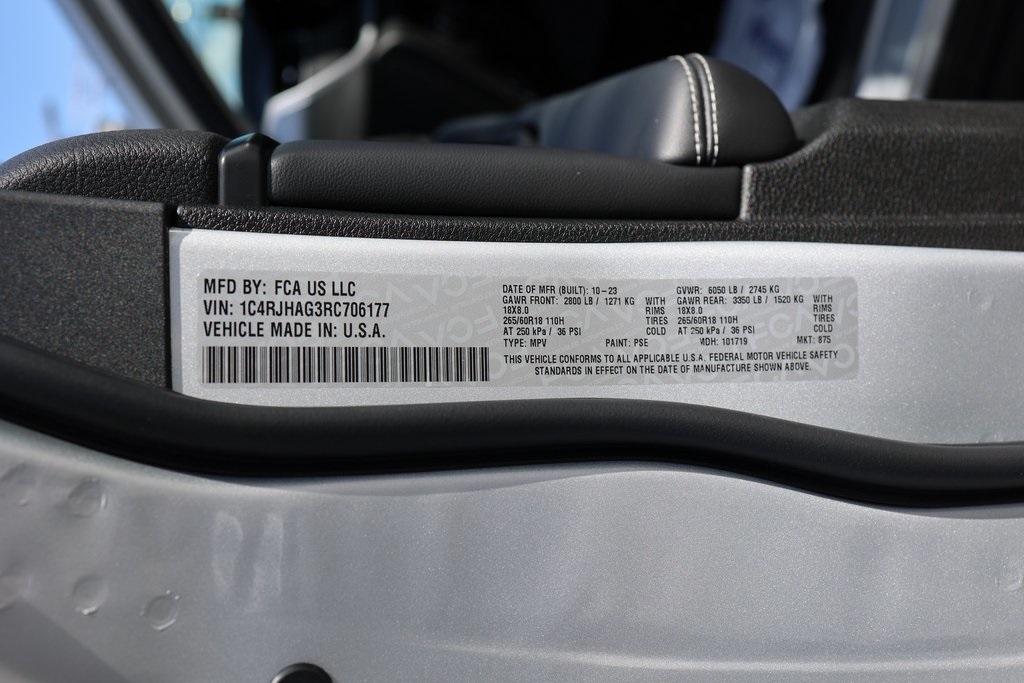 MFD BY: FCA US LLC
VIN: 1C4RJHAG3RC706177
VEHICLE MADE IN: U.S.A.
DATE OF MFR (BUILT): 10-23 GVWR: 6050 LB / 2745 KG
GAWR FRONT: 2800 LB / 1271 KG WITH GAWR REAR: 3350 LB / 1520 KG WITH
18X8.0 RIMS 18X8.0 RIMS
265/60R18 110H TIRES 265/60R18 110H TIRES
AT 250 kPa / 36 PSI COLD AT 250 kPa / 36 PSI COLD
TYPE: MPV PAINT: PSE MDH: 101719 MKT: 875
THIS VEHICLE CONFORMS TO ALL APPLICABLE U.S.A. FEDERAL MOTOR VEHICLE SAFETY
STANDARDS IN EFFECT ON THE DATE OF MANUFACTURE SHOWN ABOVE.